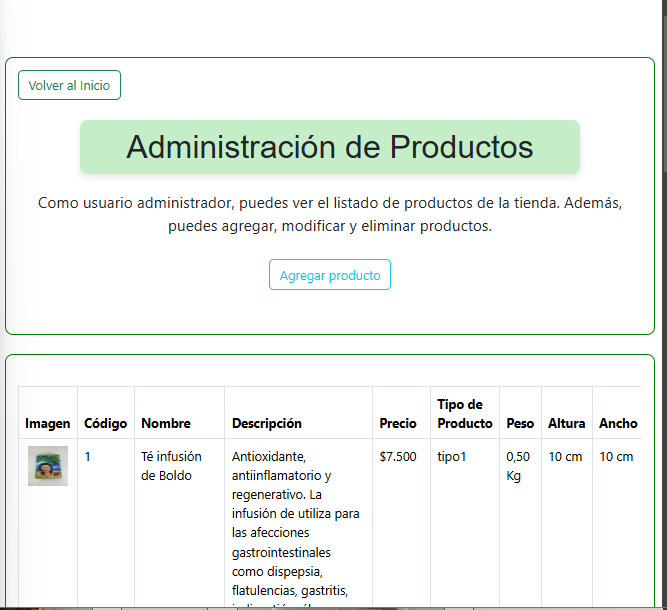 Volver al Inicio
Administración de Productos
Como usuario administrador, puedes ver el listado de productos de la tienda. Además,
puedes agregar, modificar y eliminar productos.
Agregar producto
Imagen Código Nombre Descripción Precio Tipo de Producto Peso Altura Ancho
1 Té infusión de Boldo
Antioxidante,
antiinflamatorio y
regenerativo. La
infusión de utiliza para
las afecciones
gastrointestinales
como dispepsia,
flatulencias, gastritis,
$7.500 tipo1 0,50 Kg 10 cm 10 cm